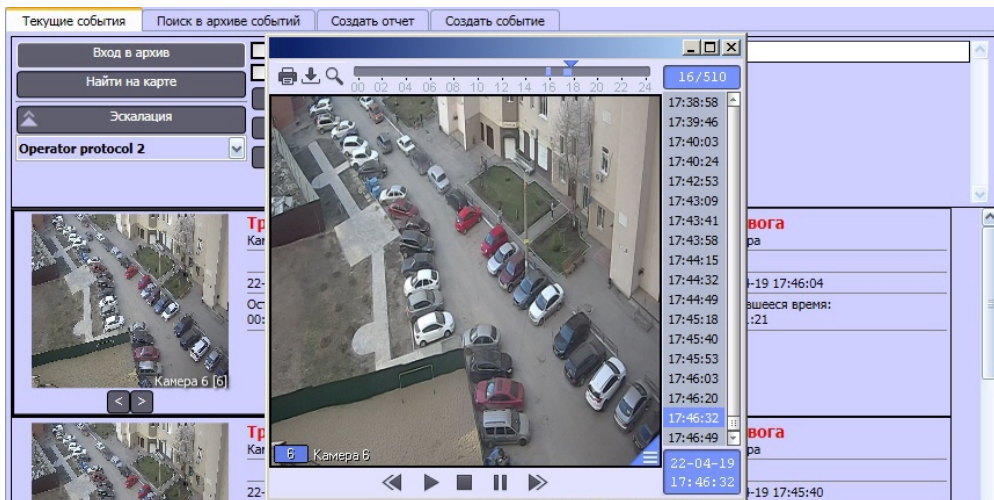 Текущие события
Поиск в архиве событий
Создать отчет
Создать событие
Вход в архив
Найти на карте
Эскалация
Operator protocol 2
00 02 04 06 08 10 12 14 16 18 20 22 24
16/510
17:38:58
17:39:46
17:40:03
17:40:24
17:42:53
17:43:09
17:43:41
17:43:58
17:44:15
17:44:32
17:44:49
17:45:18
17:45:40
17:45:53
17:46:03
17:46:20
17:46:32
17:46:49
22-04-19
17:46:32
6 Камера 6
Камера 6 [6]
< >
Тр
Кам
22-
Ост
00:
вога
ра
-19 17:46:04
вшееся время:
:21
Тр
Кам
22-
вога
ра
-19 17:45:40